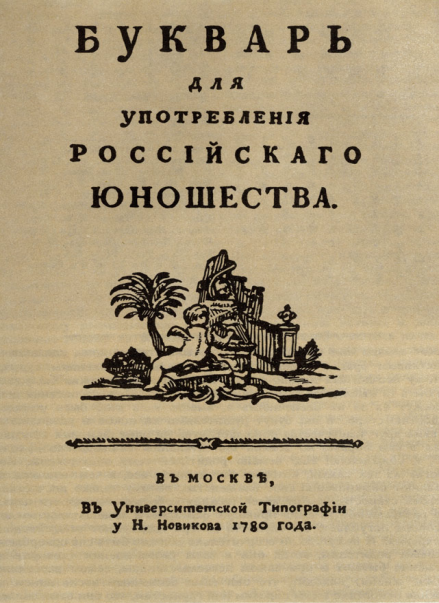 БУКВАРЬ
для
употребленія
РОССІЙСКАГО
ЮНОШЕСТВА.
ВЪ МОСКВѢ,
Въ Университетской Типографіи
у Н. Новикова 1780 года.